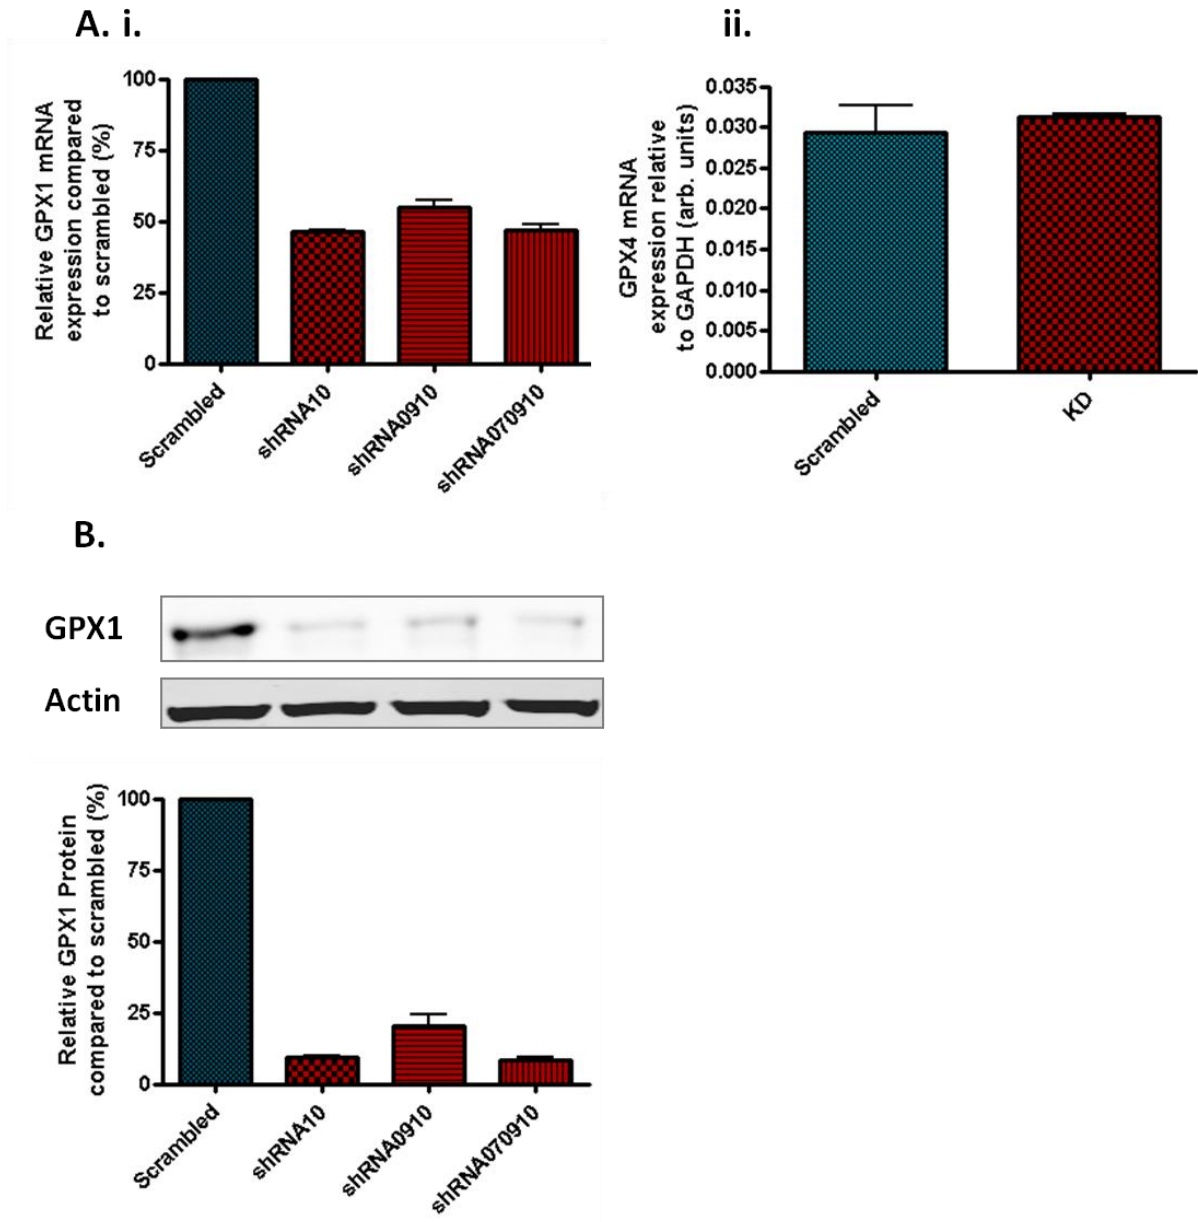 A. i.
Relative GPX1 mRNA
expression compared
to scrambled (%)
100
75
50
25
0
Scrambled
shRNA10
shRNA0910
shRNA070910
ii.
GPX4 mRNA
expression relative
to GAPDH (arb. units)
0.035
0.030
0.025
0.020
0.015
0.010
0.005
0.000
Scrambled
KD
B.
GPX1
Actin
Relative GPX1 Protein
compared to scrambled (%)
100
75
50
25
0
Scrambled
shRNA10
shRNA0910
shRNA070910